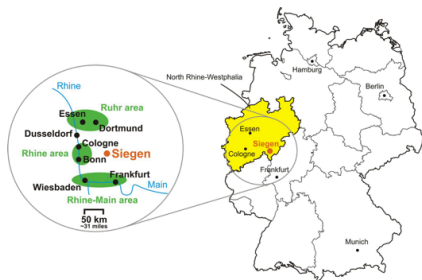 Rhine
Essen
Ruhr area
Dortmund
Dusseldorf
Cologne
Rhine area
Siegen
Bonn
Wiesbaden
Frankfurt
Main
Rhine-Main area
50 km
~31 miles
North Rhine-Westphalia
Hamburg
Berlin
Essen
Siegen
Cologne
Frankfurt
Munich